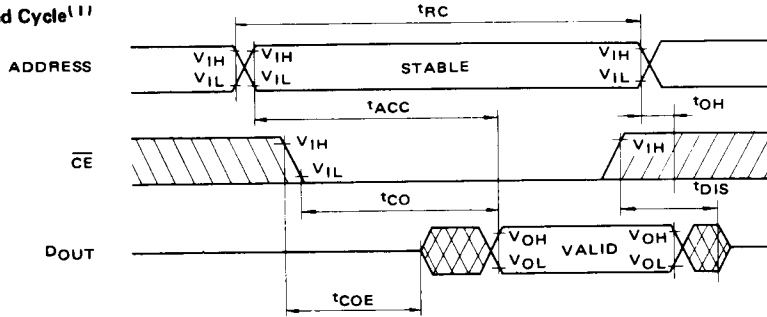 d Cycle(1)
tRC
ADDRESS
VIH
VIL
VIH
VIL
STABLE
VIH
VIL
tACC
tOH
CE
VIH
VIL
VIH
tCO
tDIS
DOUT
VOH
VOL
VALID
VOH
VOL
tCOE